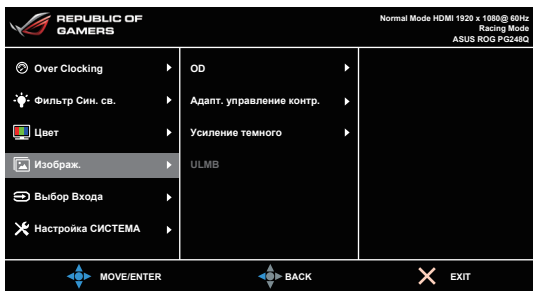 REPUBLIC OF
GAMERS
Normal Mode HDMI 1920 x 1080@ 60Hz
Racing Mode
ASUS ROG PG248Q
Over Clocking
Фильтр Син. св.
Цвет
Изображ.
Выбор Входа
Настройка СИСТЕМА
OD
Адапт. управление контр.
Усиление темного
ULMB
MOVE/ENTER
BACK
EXIT